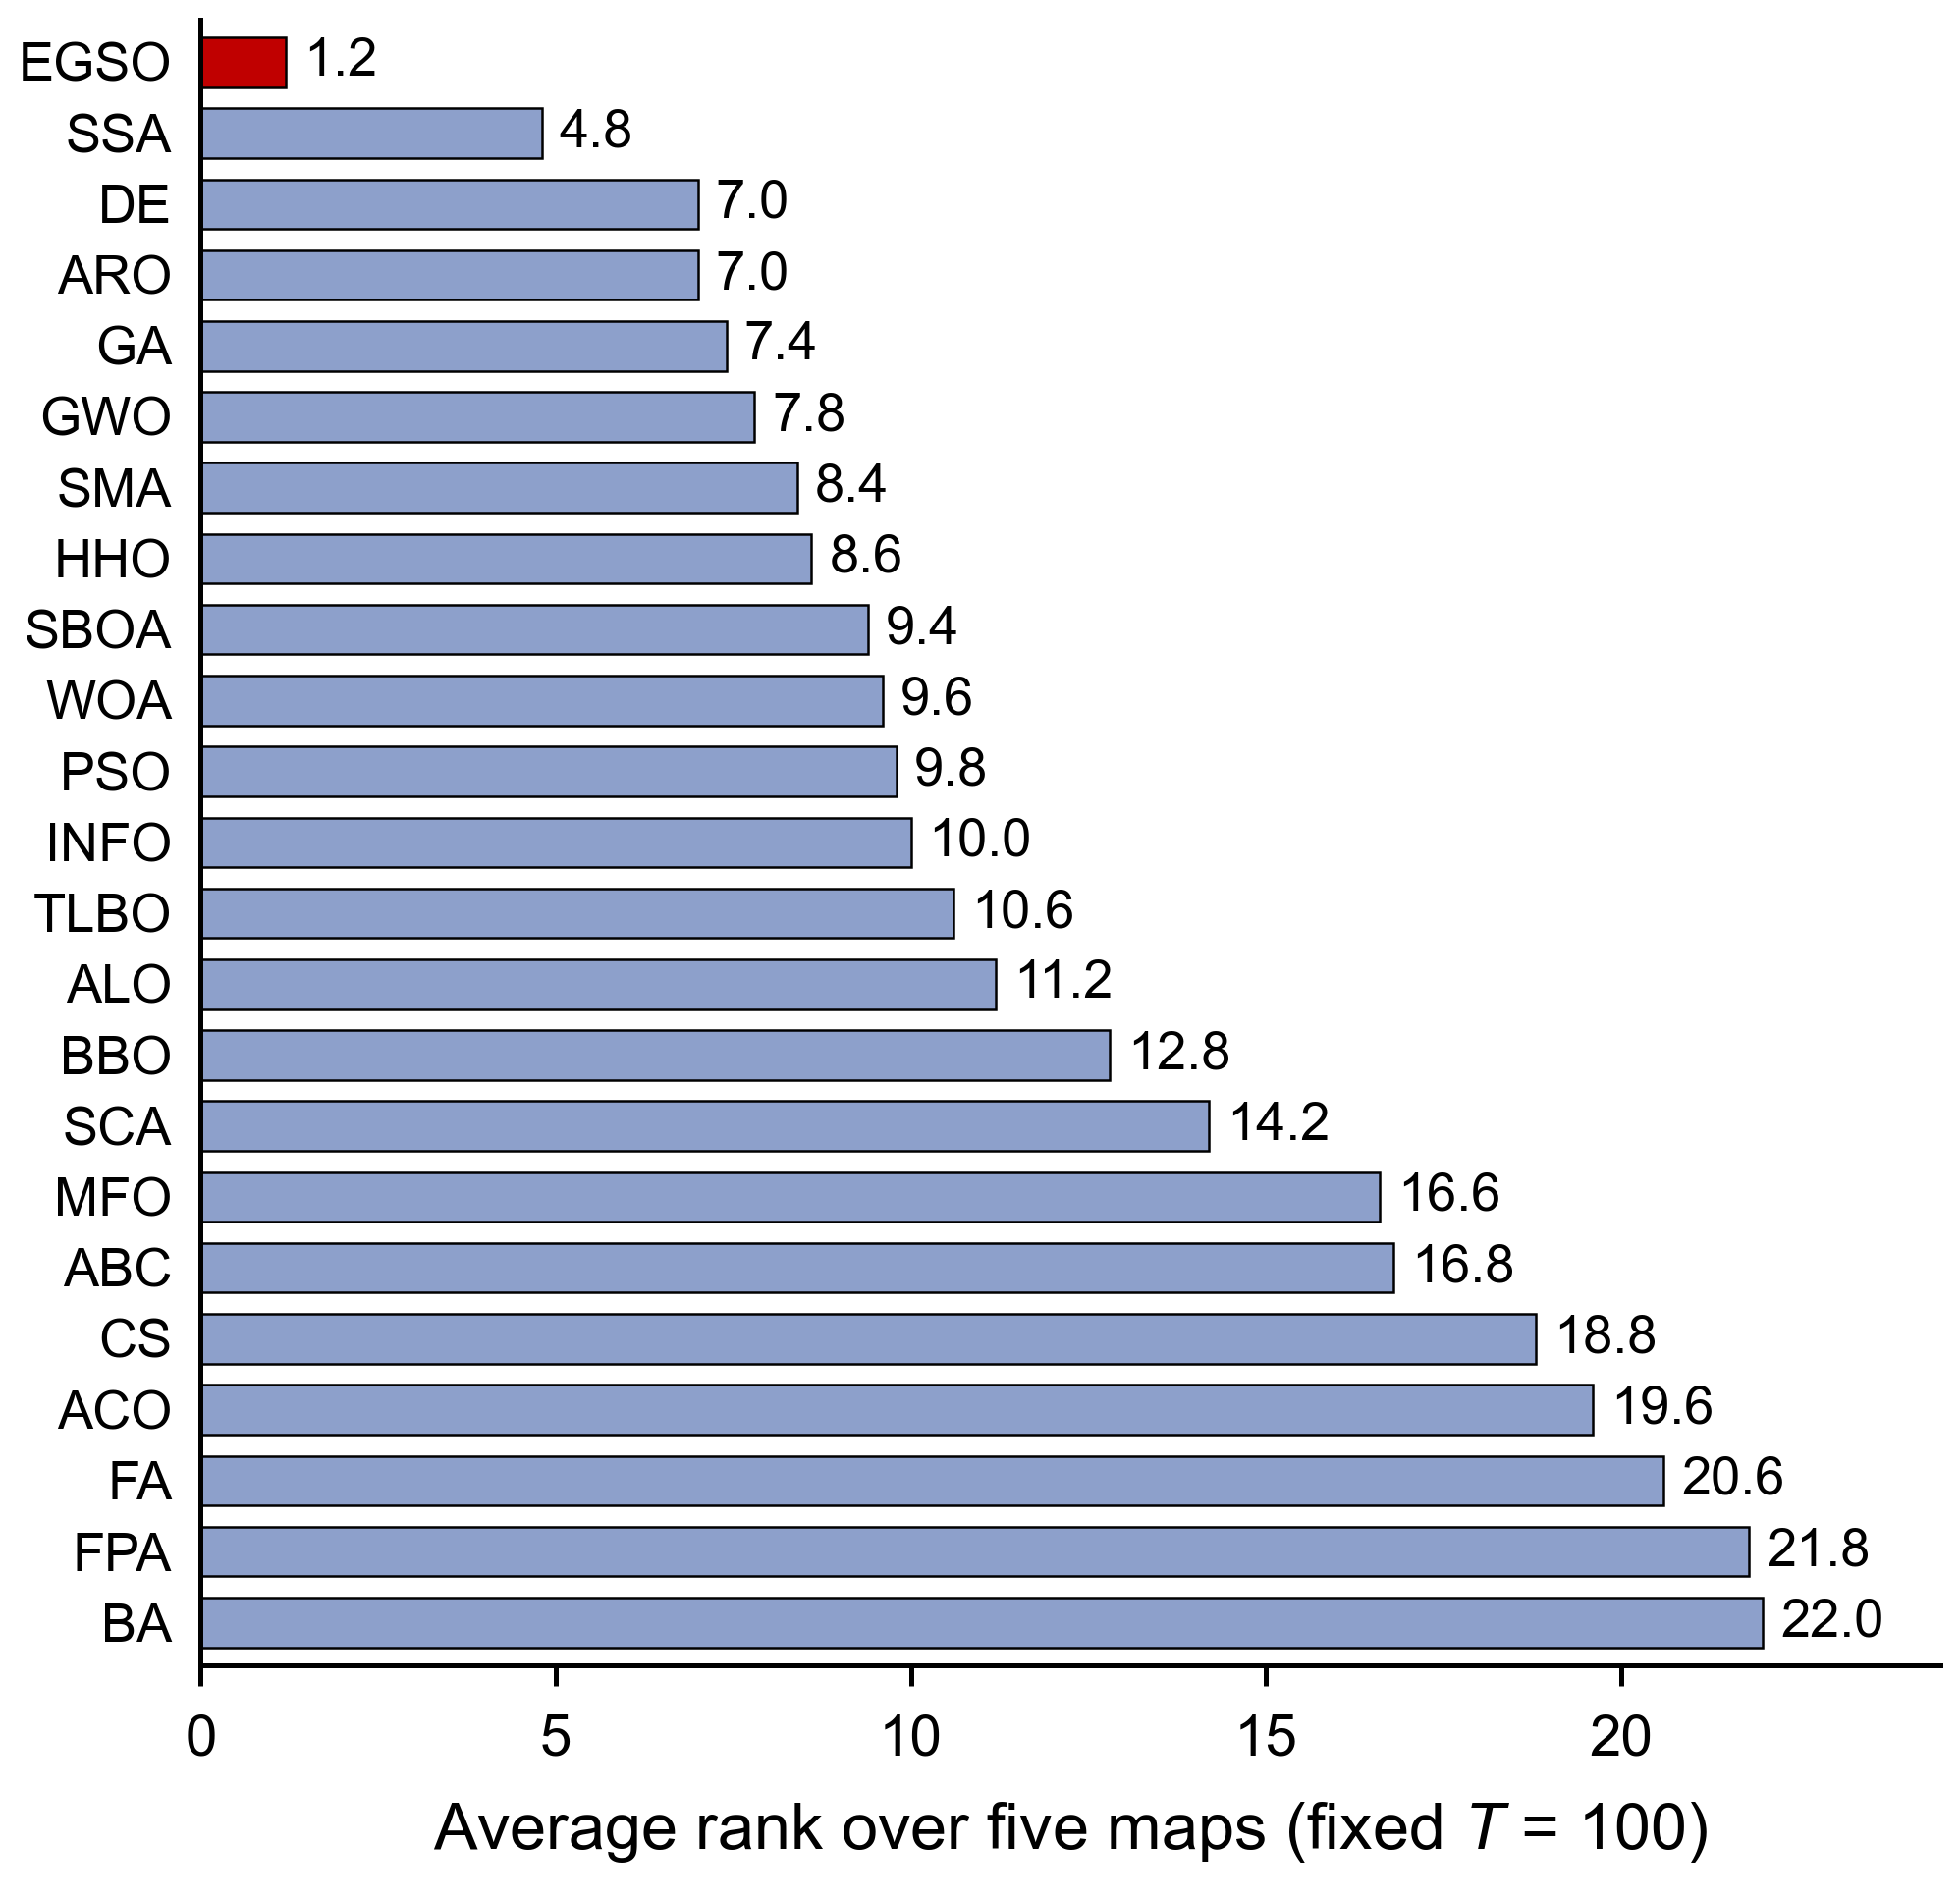 EGSO 1.2
SSA 4.8
DE 7.0
ARO 7.0
GA 7.4
GWO 7.8
SMA 8.4
HHO 8.6
SBOA 9.4
WOA 9.6
PSO 9.8
INFO 10.0
TLBO 10.6
ALO 11.2
BBO 12.8
SCA 14.2
MFO 16.6
ABC 16.8
CS 18.8
ACO 19.6
FA 20.6
FPA 21.8
BA 22.0
0 5 10 15 20
Average rank over five maps (fixed T = 100)